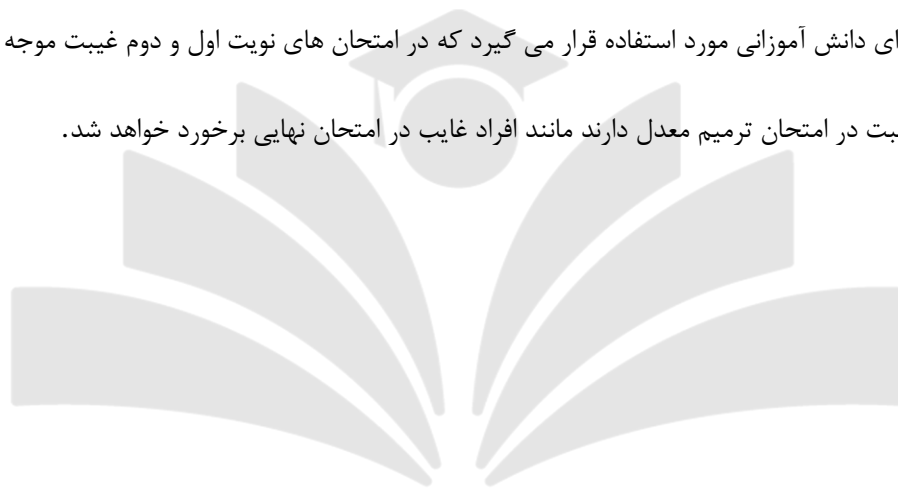 ای دانش آموزانی مورد استفاده قرار می گیرد که در امتحان های نوبت اول و دوم غیبت موجه
بت در امتحان ترمیم معدل دارند مانند افراد غایب در امتحان نهایی برخورد خواهد شد.